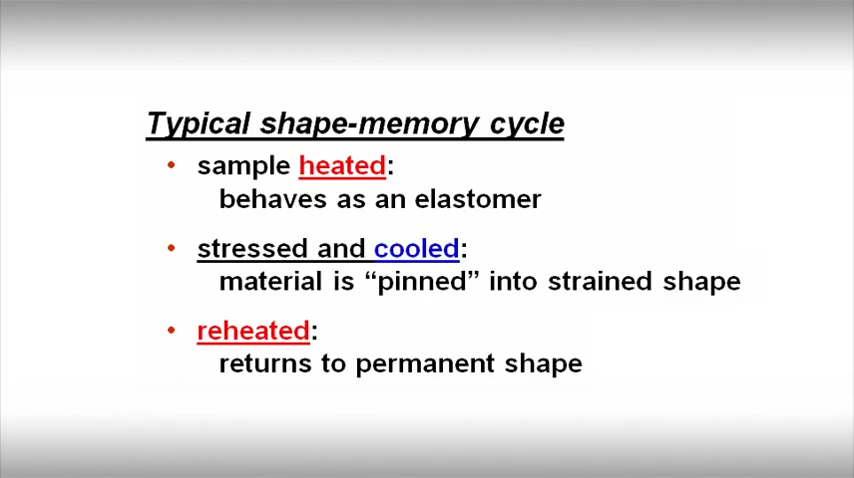 Typical shape-memory cycle
• sample heated:
behaves as an elastomer
• stressed and cooled:
material is “pinned” into strained shape
• reheated:
returns to permanent shape